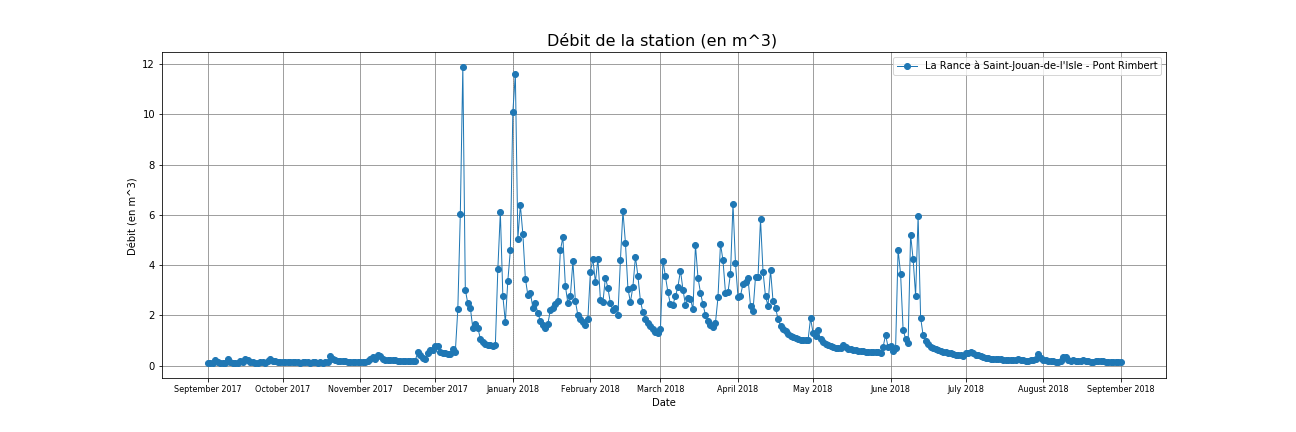 Débit de la station (en m^3)
La Rance à Saint-Jouan-de-l'Isle - Pont Rimbert
Débit (en m^3)
12
10
8
6
4
2
0
September 2017 October 2017 November 2017 December 2017 January 2018 February 2018 March 2018 April 2018 May 2018 June 2018 July 2018 August 2018 September 2018
Date